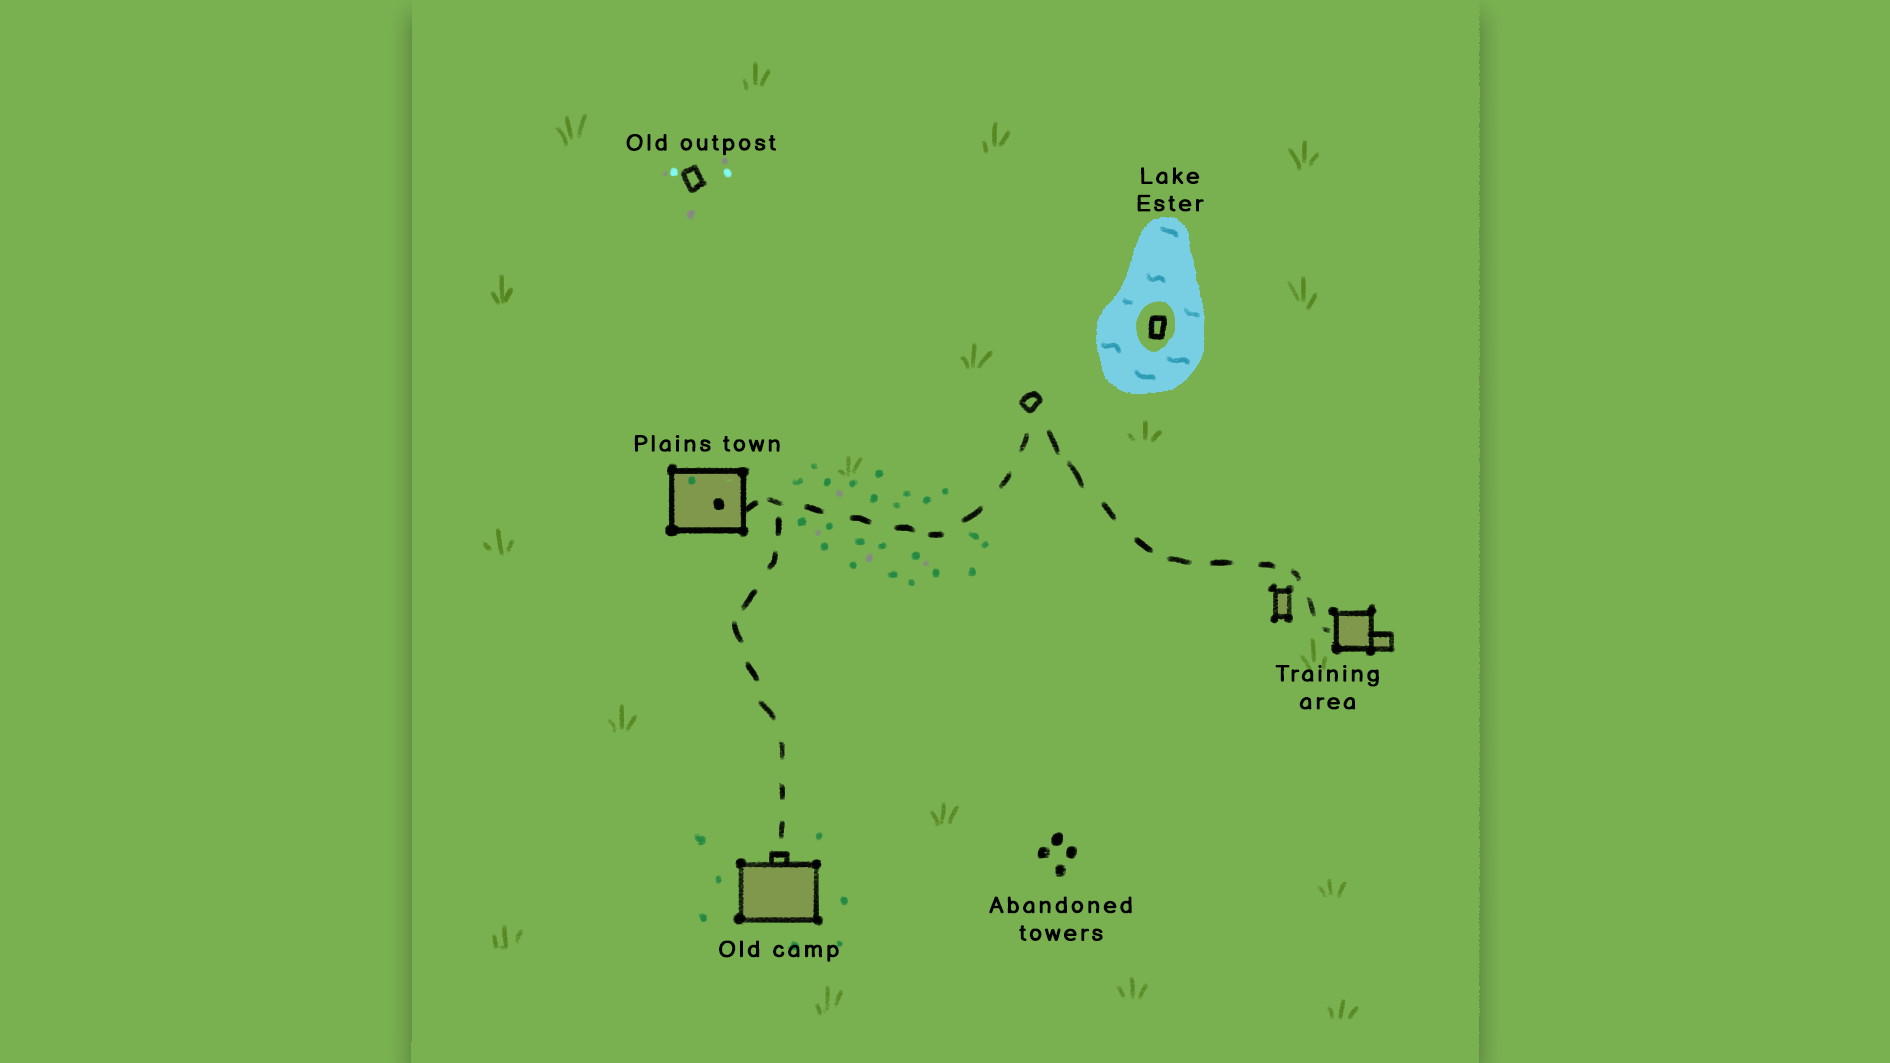 Old outpost
Lake
Ester
Plains town
Training
area
Abandoned
towers
Old camp